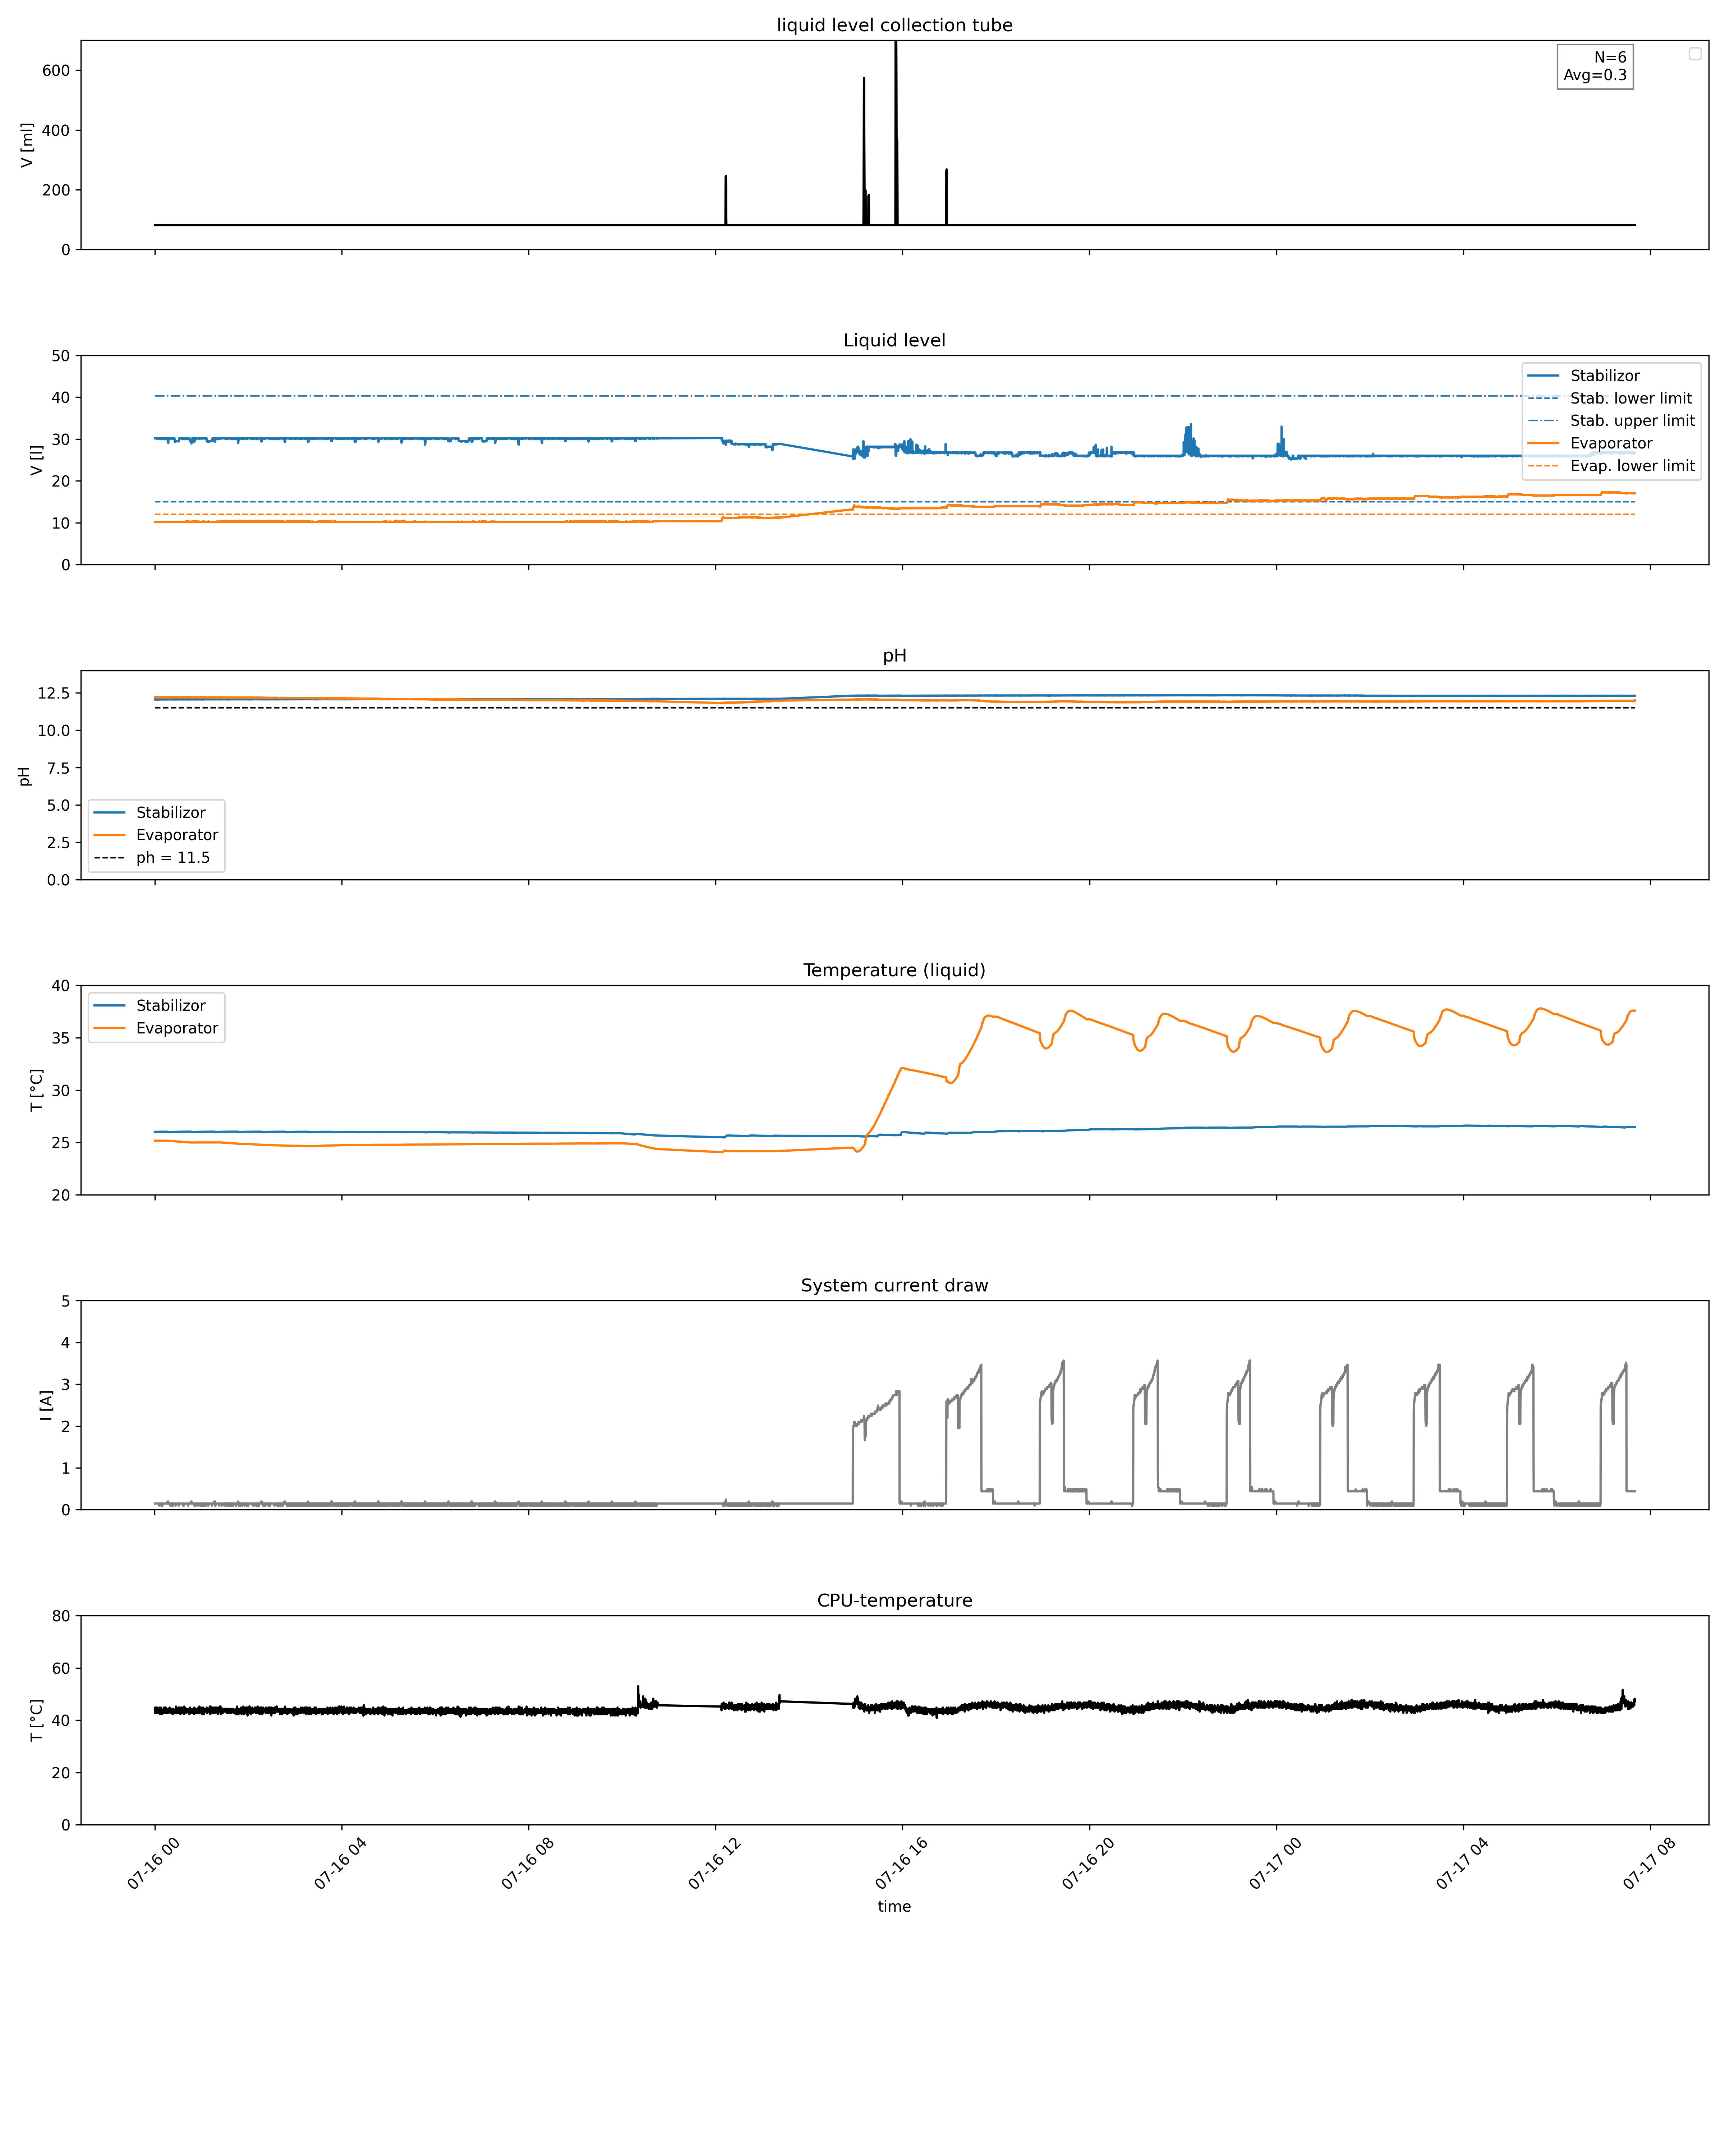 liquid level collection tube
N=6
Avg=0.3
V [ml]
600
400
200
0
Liquid level
V [l]
50
40
30
20
10
0
Stabilizor
Stab. lower limit
Stab. upper limit
Evaporator
Evap. lower limit
pH
pH
12.5
10.0
7.5
5.0
2.5
0.0
Stabilizor
Evaporator
ph = 11.5
Temperature (liquid)
T [°C]
40
35
30
25
20
Stabilizor
Evaporator
System current draw
I [A]
5
4
3
2
1
0
CPU-temperature
T [°C]
80
60
40
20
0
07-16 00
07-16 04
07-16 08
07-16 12
07-16 16
07-16 20
07-17 00
07-17 04
07-17 08
time